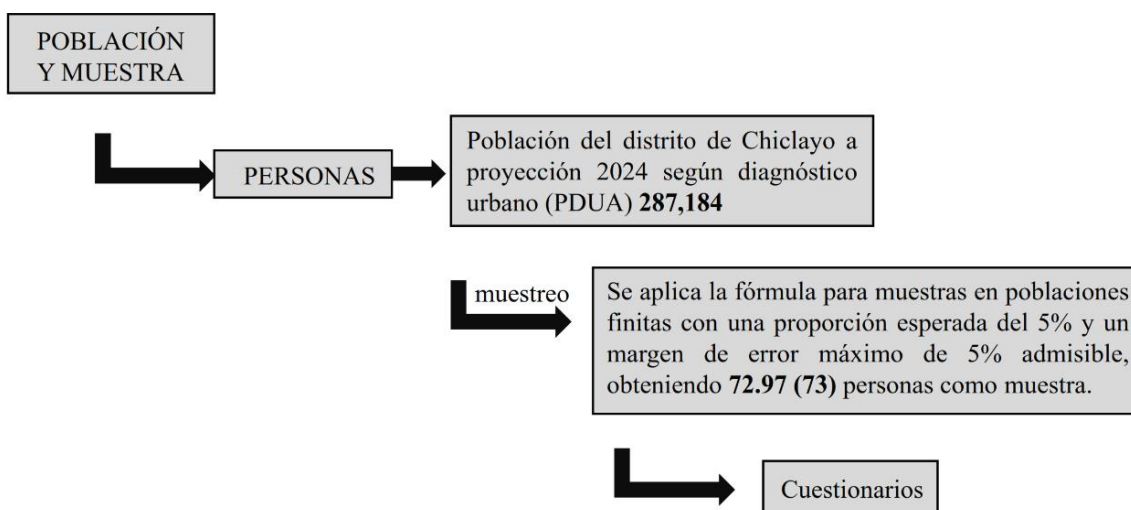 POBLACIÓN
Y MUESTRA
PERSONAS
Población del distrito de Chiclayo a
proyección 2024 según diagnóstico
urbano (PDUA) 287,184
muestreo
Se aplica la fórmula para muestras en poblaciones
finitas con una proporción esperada del 5% y un
margen de error máximo de 5% admisible,
obteniendo 72.97 (73) personas como muestra.
Cuestionarios